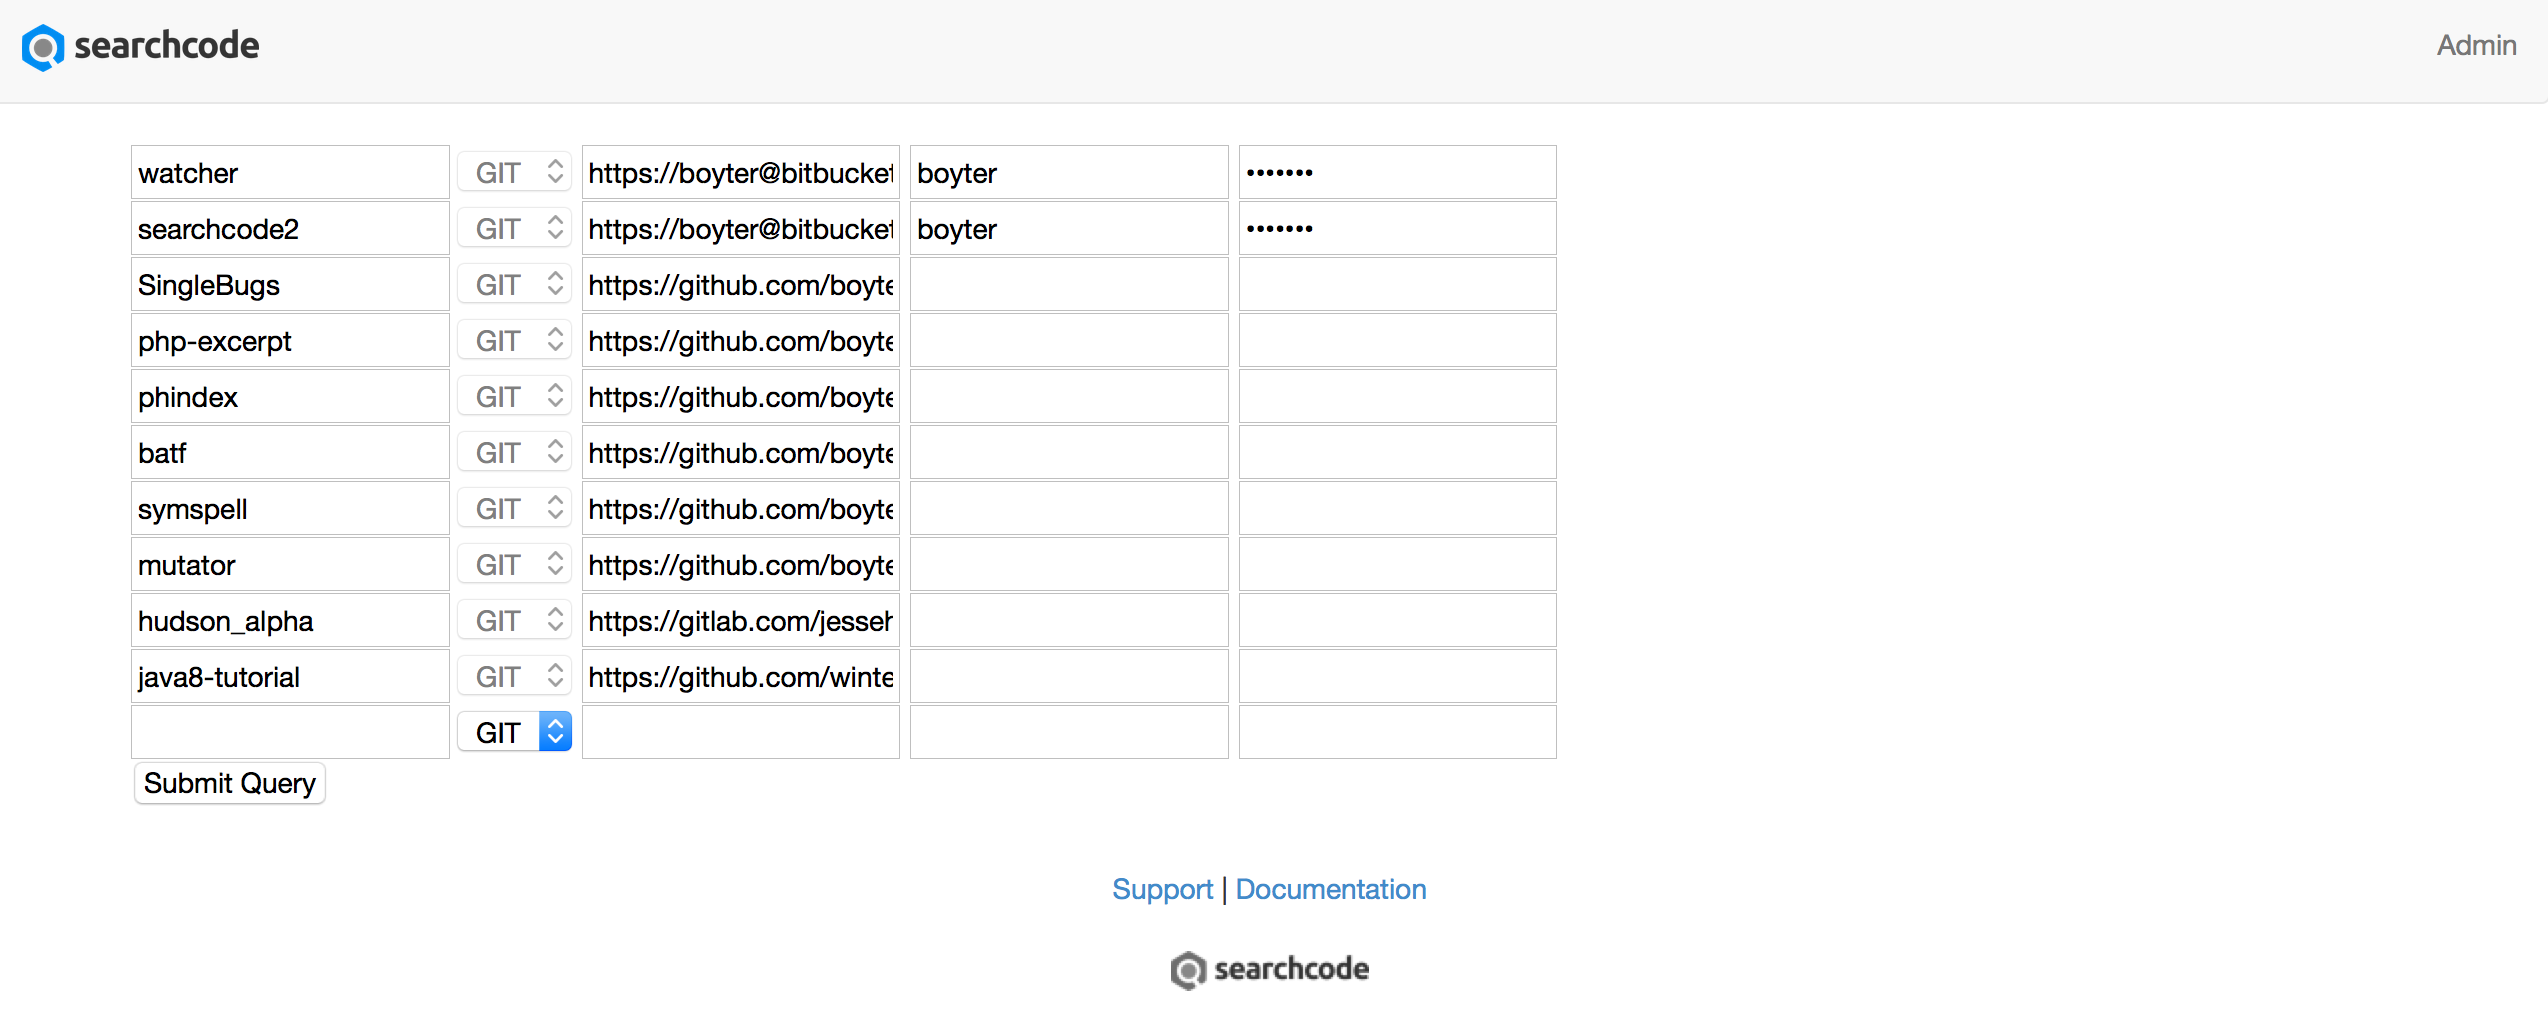 searchcode Admin
watcher GIT https://boyter@bitbucket boyter •••••••
searchcode2 GIT https://boyter@bitbucket boyter •••••••
SingleBugs GIT https://github.com/boyte
php-excerpt GIT https://github.com/boyte
phindex GIT https://github.com/boyte
batf GIT https://github.com/boyte
symspell GIT https://github.com/boyte
mutator GIT https://github.com/boyte
hudson_alpha GIT https://gitlab.com/jesseh
java8-tutorial GIT https://github.com/winte
GIT
Submit Query
Support | Documentation
searchcode